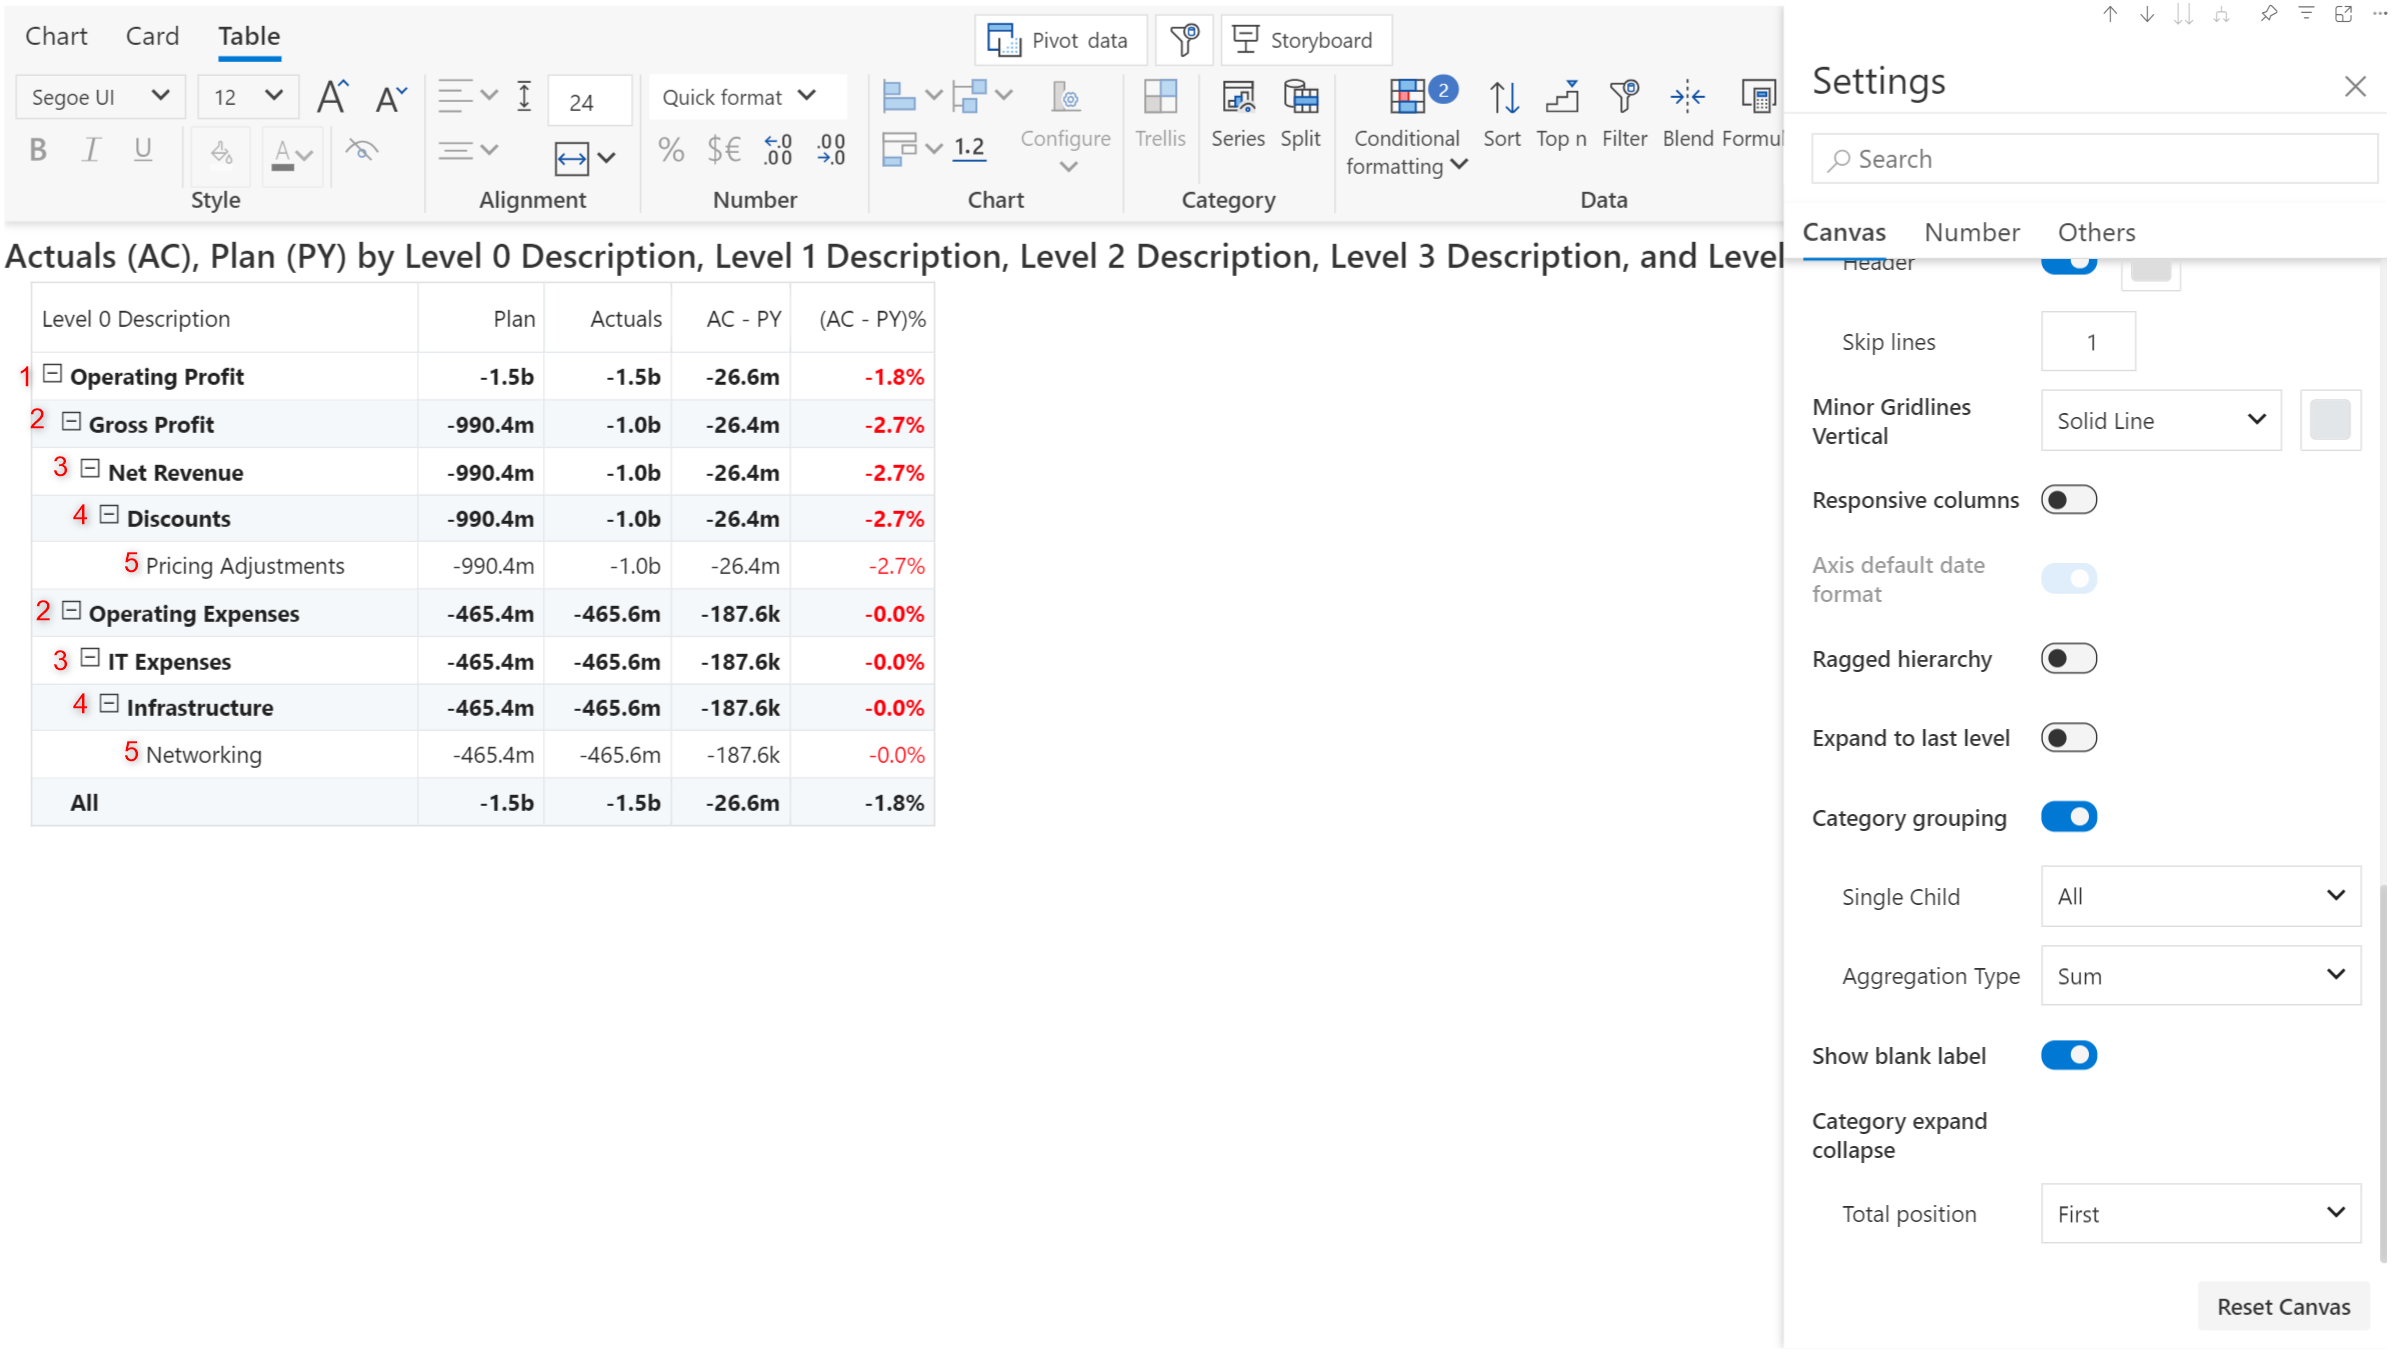 Chart Card Table
Pivot data
Storyboard
Segoe UI 12 A A 24 Quick format
B I U A % $€ .0 .00 .00 .0 1.2
Configure Trellis Series Split
Conditional formatting 2 Sort Top n Filter Blend Formu
Style Alignment Number Chart Category Data
Actuals (AC), Plan (PY) by Level 0 Description, Level 1 Description, Level 2 Description, Level 3 Description, and Level
Level 0 Description Plan Actuals AC - PY (AC - PY)%
1 Operating Profit -1.5b -1.5b -26.6m -1.8%
2 Gross Profit -990.4m -1.0b -26.4m -2.7%
3 Net Revenue -990.4m -1.0b -26.4m -2.7%
4 Discounts -990.4m -1.0b -26.4m -2.7%
5 Pricing Adjustments -990.4m -1.0b -26.4m -2.7%
2 Operating Expenses -465.4m -465.6m -187.6k -0.0%
3 IT Expenses -465.4m -465.6m -187.6k -0.0%
4 Infrastructure -465.4m -465.6m -187.6k -0.0%
5 Networking -465.4m -465.6m -187.6k -0.0%
All -1.5b -1.5b -26.6m -1.8%
Settings
Search
Canvas Number Others
Header
Skip lines 1
Minor Gridlines
Vertical
Solid Line
Responsive columns
Axis default date
format
Ragged hierarchy
Expand to last level
Category grouping
Single Child All
Aggregation Type Sum
Show blank label
Category expand
collapse
Total position First
Reset Canvas